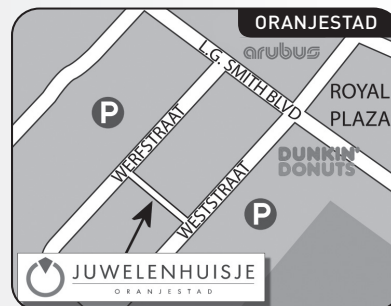 ORANJESTAD
arubus
L.G. SMITH BLVD
ROYAL
PLAZA
P
WERFSTRAAT
DUNKIN'
DONUTS
WESTSTRAAT
P
JUWELENHUISJE
ORANJESTAD